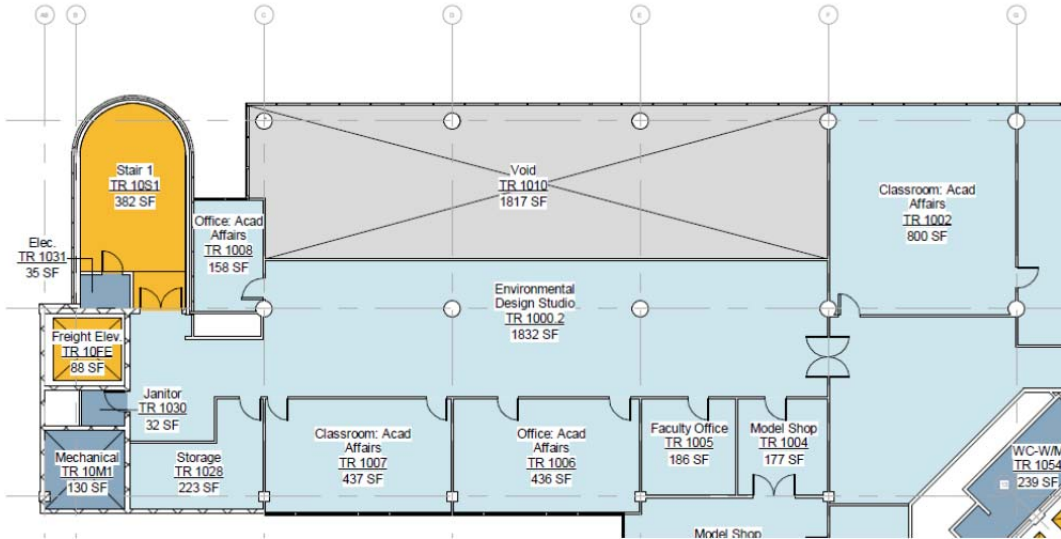 AB
B
C
D
E
F
G
Stair 1
TR 10S1
382 SF
Void
TR 1010
1817 SF
Classroom: Acad
Affairs
TR 1002
800 SF
Office: Acad
Affairs
TR 1008
158 SF
Elec.
TR 1031
35 SF
Environmental
Design Studio
TR 1000.2
1832 SF
Freight Elev.
TR 10FE
88 SF
Janitor
TR 1030
32 SF
Mechanical
TR 10M1
130 SF
Storage
TR 1028
223 SF
Classroom: Acad
Affairs
TR 1007
437 SF
Office: Acad
Affairs
TR 1006
436 SF
Faculty Office
TR 1005
186 SF
Model Shop
TR 1004
177 SF
WC-W/M
TR 1054
239 SF
Model Shop